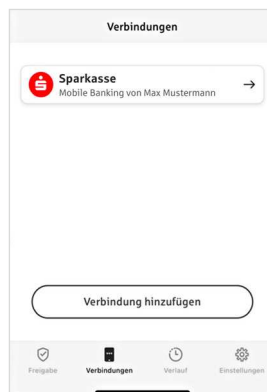 Verbindungen
Sparkasse
Mobile Banking von Max Mustermann
Verbindung hinzufügen
Freigabe
Verbindungen
Verlauf
Einstellungen